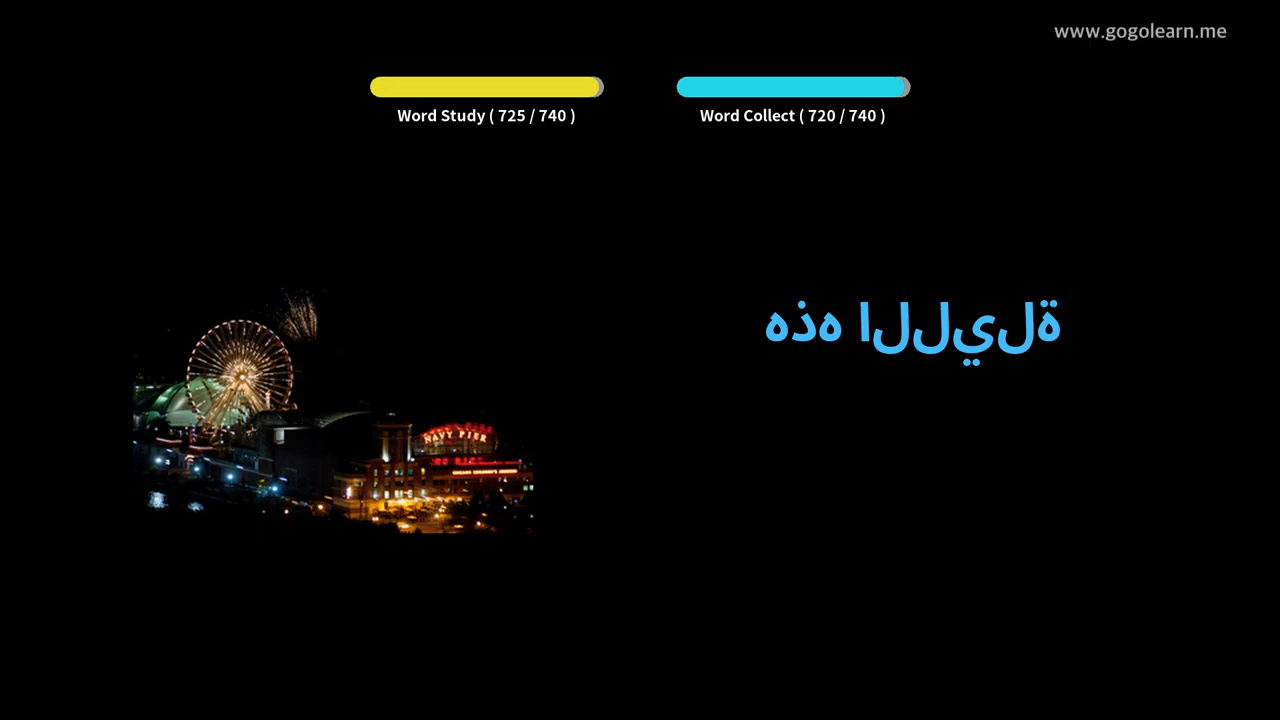 www.gogolearn.me
Word Study ( 725 / 740 )
Word Collect ( 720 / 740 )
هذه الليلة
NAVY PIER